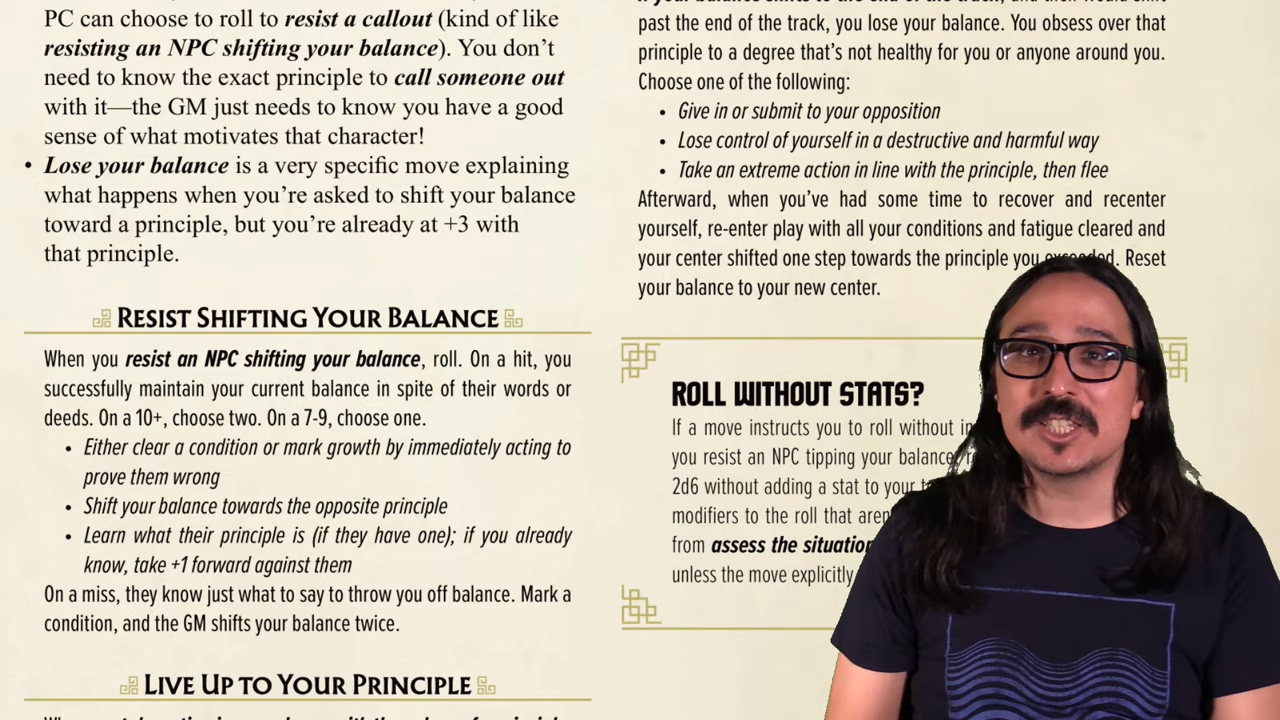 PC can choose to roll to resist a callout (kind of like
resisting an NPC shifting your balance). You don't
need to know the exact principle to call someone out
with it—the GM just needs to know you have a good
sense of what motivates that character!
• Lose your balance is a very specific move explaining
what happens when you're asked to shift your balance
toward a principle, but you're already at +3 with
that principle.
RESIST SHIFTING YOUR BALANCE
When you resist an NPC shifting your balance, roll. On a hit, you
successfully maintain your current balance in spite of their words or
deeds. On a 10+, choose two. On a 7-9, choose one.
• Either clear a condition or mark growth by immediately acting to
prove them wrong
• Shift your balance towards the opposite principle
• Learn what their principle is (if they have one); if you already
know, take +1 forward against them
On a miss, they know just what to say to throw you off balance. Mark a
condition, and the GM shifts your balance twice.
LIVE UP TO YOUR PRINCIPLE
past the end of the track, you lose your balance. You obsess over that
principle to a degree that's not healthy for you or anyone around you.
Choose one of the following:
• Give in or submit to your opposition
• Lose control of yourself in a destructive and harmful way
• Take an extreme action in line with the principle, then flee
Afterward, when you've had some time to recover and recenter
yourself, re-enter play with all your conditions and fatigue cleared and
your center shifted one step towards the principle you exceeded. Reset
your balance to your new center.
ROLL WITHOUT STATS?
If a move instructs you to roll without
you resist an NPC tipping your balance,
2d6 without adding a stat to your
modifiers to the roll that
from assess the situation
unless the move explicitly